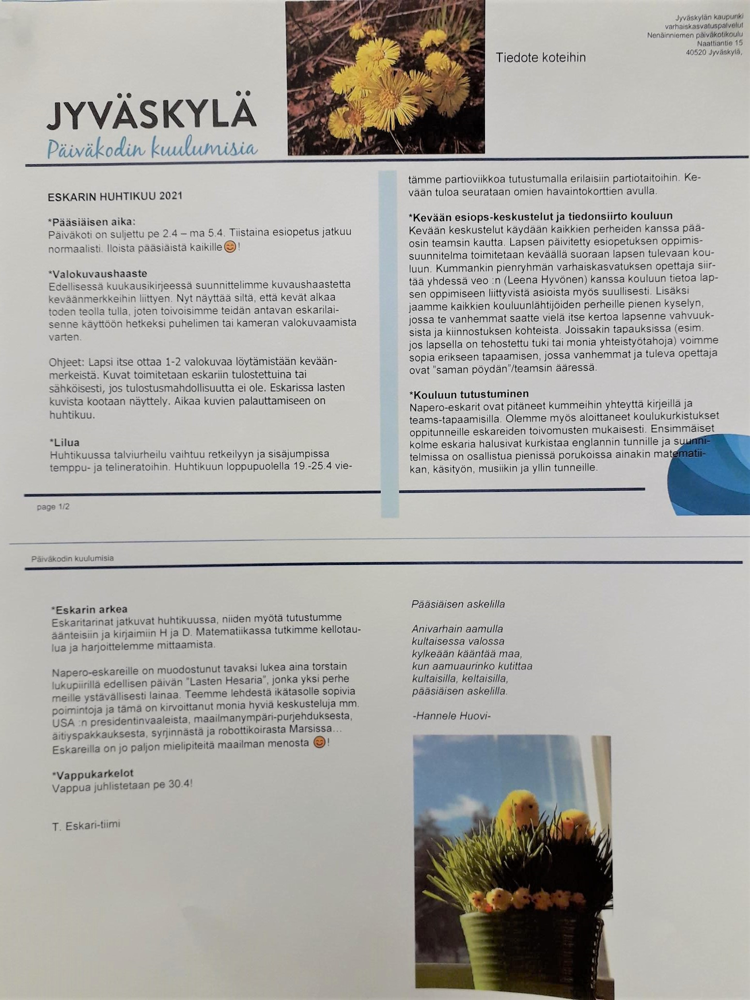 Jyväskylän kaupunki
varhaiskasvatuspalvelut
Nenäinniemen päiväkotikoulu
Naattiantie 15
40520 Jyväskylä,
Tiedote koteihin
JYVÄSKYLÄ
Päiväkodin kuulumisia
ESKARIN HUHTIKUU 2021
*Pääsiäisen aika:
Päiväkoti on suljettu pe 2.4 – ma 5.4. Tiistaina esiopetus jatkuu
normaalisti. Iloista pääsiäistä kaikille😊!
*Valokuvaushaaste
Edellisessä kuukausikirjeessä suunnittelimme kuvaushaastetta
keväänmerkkeihin liittyen. Nyt näyttää siltä, että kevät alkaa
toden teolla tulla, joten toivoisimme teidän antavan eskarilai-
senne käyttöön hetkeksi puhelimen tai kameran valokuvaamista
varten.
Ohjeet: Lapsi itse ottaa 1-2 valokuvaa löytämistään kevään-
merkeistä. Kuvat toimitetaan eskariin tulostettuina tai
sähköisesti, jos tulostusmahdollisuutta ei ole. Eskarissa lasten
kuvista kootaan näyttely. Aikaa kuvien palauttamiseen on
huhtikuu.
*Lilua
Huhtikuussa talviurheilu vaihtuu retkeilyyn ja sisäjumpissa
temppu- ja telineratoihin. Huhtikuun loppupuolella 19.-25.4 vie-
tämme partioviikkoa tutustumalla erilaisiin partiotaitoihin. Ke-
vään tuloa seurataan omien havaintokorttien avulla.
*Kevään esiops-keskustelut ja tiedonsiirto kouluun
Kevään keskustelut käydään kaikkien perheiden kanssa pää-
osin teamsin kautta. Lapsen päivitetty esiopetuksen oppimis-
suunnitelma toimitetaan keväällä suoraan lapsen tulevaan kou-
luun. Kummankin pienryhmän varhaiskasvatuksen opettaja siir-
tää yhdessä veo :n (Leena Hyvönen) kanssa kouluun tietoa lap-
sen oppimiseen liittyvistä asioista myös suullisesti. Lisäksi
jaamme kaikkien kouluunlähtijöiden perheille pienen kyselyn,
jossa te vanhemmat saatte vielä itse kertoa lapsenne vahvuuk-
sista ja kiinnostuksen kohteista. Joissakin tapauksissa (esim.
jos lapsella on tehostettu tuki tai monia yhteistyötahoja) voimme
sopia erikseen tapaamisen, jossa vanhemmat ja tuleva opettaja
ovat ”saman pöydän”/teamsin ääressä.
*Kouluun tutustuminen
Napero-eskarit ovat pitäneet kummeihin yhteyttä kirjeillä ja
teams-tapaamisilla. Olemme myös aloittaneet koulukurkistukset
oppitunneille eskareiden toivomusten mukaisesti. Ensimmäiset
kolme eskaria halusivat kurkistaa englannin tunnille ja suunni-
telmissa on osallistua pienissä porukoissa ainakin matematii-
kan, käsityön, musiikin ja yllin tunneille.
page 1/2
Päiväkodin kuulumisia
*Eskarin arkea
Eskaritarinat jatkuvat huhtikuussa, niiden myötä tutustumme
äänteisiin ja kirjaimiin H ja D. Matematiikassa tutkimme kellotau-
lua ja harjoittelemme mittaamista.
Napero-eskareille on muodostunut tavaksi lukea aina torstain
lukupiirillä edellisen päivän ”Lasten Hesaria”, jonka yksi perhe
meille ystävällisesti lainaa. Teemme lehdestä ikätasolle sopivia
poimintoja ja tämä on kirvoittanut monia hyviä keskusteluja mm.
USA :n presidentinvaaleista, maailmanympäri-purjehduksesta,
äitiyspakkauksesta, syrjinnästä ja robottikoirasta Marsissa…
Eskareilla on jo paljon mielipiteitä maailman menosta 😊!
*Vappukarkelot
Vappua juhlistetaan pe 30.4!
T. Eskari-tiimi
Pääsiäisen askelilla
Anivarhain aamulla
kultaisessa valossa
kylkeään kääntää maa,
kun aamuaurinko kutittaa
kultaisilla, keltaisilla,
pääsiäisen askelilla.
-Hannele Huovi-